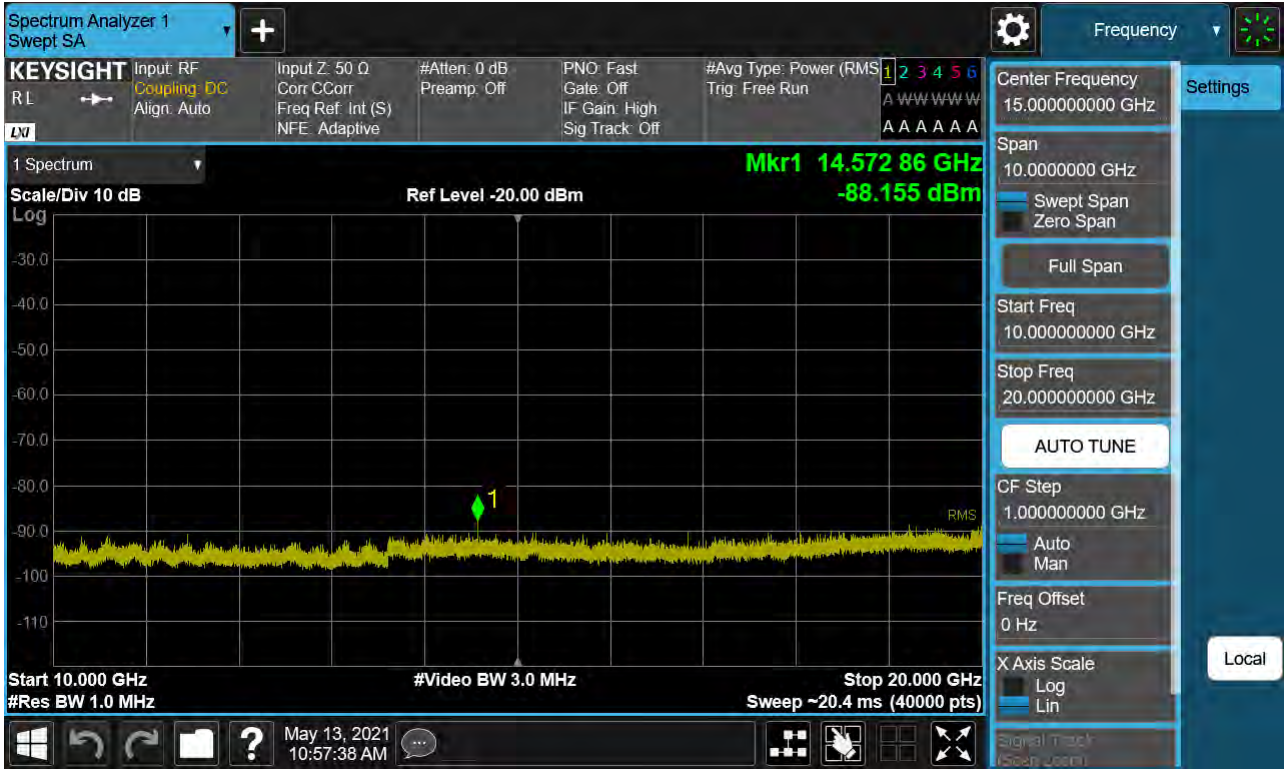 Spectrum Analyzer 1
Swept SA
Frequency
KEYSIGHT
Input: RF
Input Z: 50 Ω
#Atten: 0 dB
PNO: Fast
#Avg Type: Power (RMS
1 2 3 4 5 6
R L
Coupling: DC
Corr CCorr
Preamp: Off
Gate: Off
Trig: Free Run
A W W W W W
Align: Auto
Freq Ref: Int (S)
IF Gain: High
LXI
NFE: Adaptive
Sig Track: Off
A A A A A A
1 Spectrum
Mkr1 14.572 86 GHz
-88.155 dBm
Scale/Div 10 dB
Ref Level -20.00 dBm
Log
-30.0
-40.0
-50.0
-60.0
-70.0
-80.0
1
RMS
-90.0
-100
-110
Start 10.000 GHz
#Video BW 3.0 MHz
Stop 20.000 GHz
#Res BW 1.0 MHz
Sweep ~20.4 ms (40000 pts)
Center Frequency
15.000000000 GHz
Settings
Span
10.0000000 GHz
Swept Span
Zero Span
Full Span
Start Freq
10.000000000 GHz
Stop Freq
20.000000000 GHz
AUTO TUNE
CF Step
1.000000000 GHz
Auto
Man
Freq Offset
0 Hz
X Axis Scale
Log
Lin
Local
Signal Track
(Span Zoom)
?
May 13, 2021
10:57:38 AM